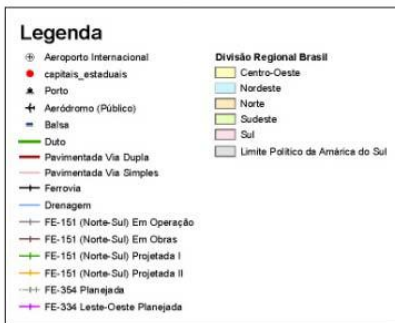 Legenda
Aeroporto Internacional
capitais_estaduais
Porto
Aeródromo (Público)
Balsa
Duto
Pavimentada Via Dupla
Pavimentada Via Simples
Ferrovia
Drenagem
FE-151 (Norte-Sul) Em Operação
FE-151 (Norte-Sul) Em Obras
FE-151 (Norte-Sul) Projetada I
FE-151 (Norte-Sul) Projetada II
FE-354 Planejada
FE-334 Leste-Oeste Planejada
Divisão Regional Brasil
Centro-Oeste
Nordeste
Norte
Sudeste
Sul
Limite Político da Amárica do Sul